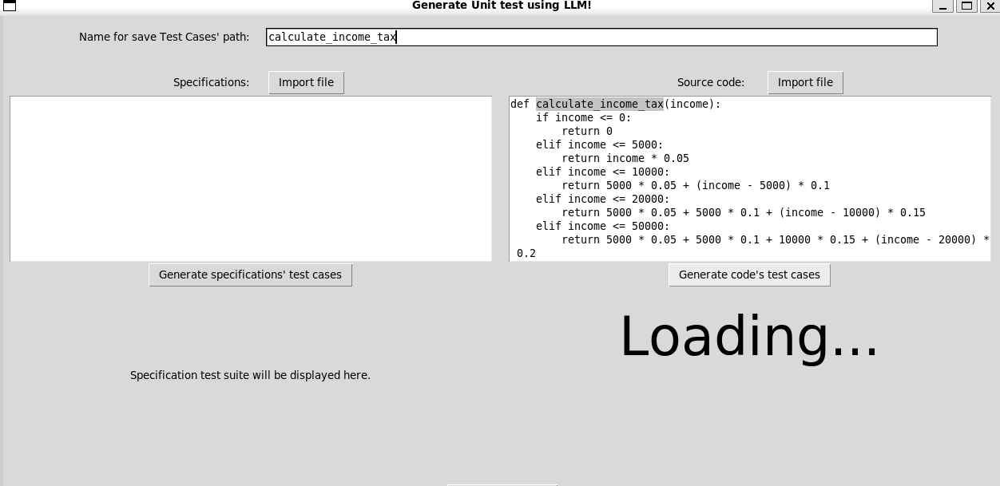 Generate Unit test using LLM!
Name for save Test Cases' path: calculate_income_tax
Specifications: Import file
Source code: Import file
def calculate_income_tax(income):
    if income <= 0:
        return 0
    elif income <= 5000:
        return income * 0.05
    elif income <= 10000:
        return 5000 * 0.05 + (income - 5000) * 0.1
    elif income <= 20000:
        return 5000 * 0.05 + 5000 * 0.1 + (income - 10000) * 0.15
    elif income <= 50000:
        return 5000 * 0.05 + 5000 * 0.1 + 10000 * 0.15 + (income - 20000) *
 0.2
Generate specifications' test cases
Generate code's test cases
Loading...
Specification test suite will be displayed here.